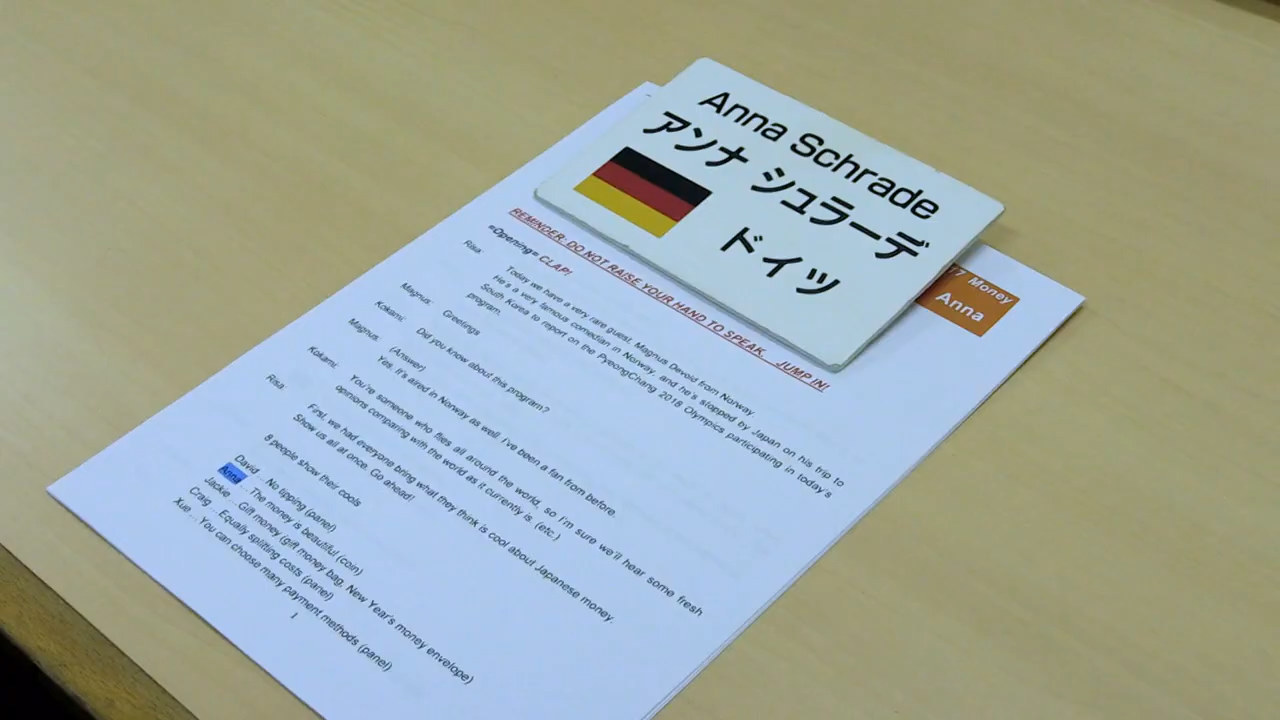 Anna Schrade
アンナ シュラーデ
ドイツ
17 Money
Anna
REMINDER: DO NOT RAISE YOUR HAND TO SPEAK. JUMP IN!
=Opening= CLAP!
Risa: Today we have a very rare guest, Magnus Devoid from Norway.
He's a very famous comedian in Norway, and he's stopped by Japan on his trip to
South Korea to report on the PyeongChang 2018 Olympics participating in today's
program.
Magnus: Greetings
Kokami: Did you know about this program?
Magnus: (Answer)
Yes. It's aired in Norway as well. I've been a fan from before.
Kokami: You're someone who flies all around the world, so I'm sure we'll hear some fresh
opinions comparing with the world as it currently is. (etc.)
Risa: First, we had everyone bring what they think is cool about Japanese money.
Show us all at once. Go ahead!
8 people show their cools
David ... No tipping (panel)
Anna ... The money is beautiful (coin)
Jackie ... Gift money (gift money bag, New Year's money envelope)
Craig ... Equally splitting costs (panel)
Xue ... You can choose many payment methods (panel)
1